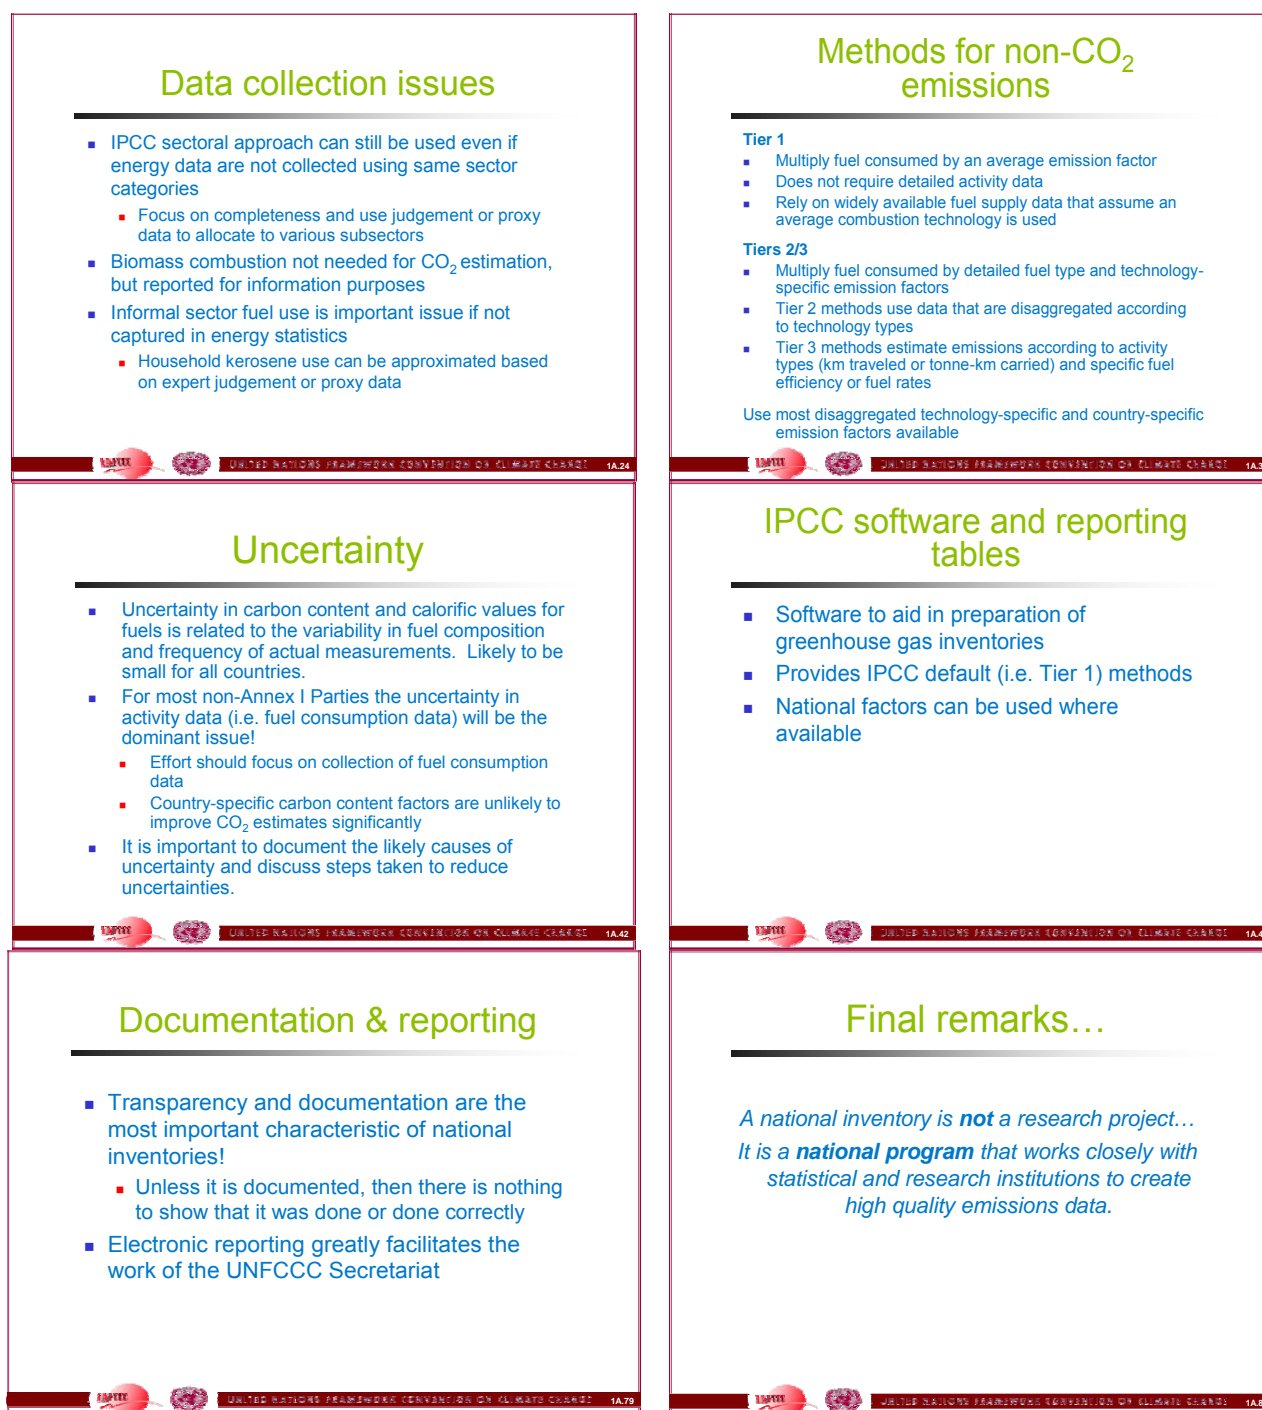 Data collection issues
IPCC sectoral approach can still be used even if
energy data are not collected using same sector
categories
Focus on completeness and use judgement or proxy
data to allocate to various subsectors
Biomass combustion not needed for CO2 estimation,
but reported for information purposes
Informal sector fuel use is important issue if not
captured in energy statistics
Household kerosene use can be approximated based
on expert judgement or proxy data
UNFCCC
UNITED NATIONS FRAMEWORK CONVENTION ON CLIMATE CHANGE 1A.24
Methods for non-CO2
emissions
Tier 1
Multiply fuel consumed by an average emission factor
Does not require detailed activity data
Rely on widely available fuel supply data that assume an
average combustion technology is used
Tiers 2/3
Multiply fuel consumed by detailed fuel type and technology-
specific emission factors
Tier 2 methods use data that are disaggregated according
to technology types
Tier 3 methods estimate emissions according to activity
types (km traveled or tonne-km carried) and specific fuel
efficiency or fuel rates
Use most disaggregated technology-specific and country-specific
emission factors available
UNFCCC
UNITED NATIONS FRAMEWORK CONVENTION ON CLIMATE CHANGE
Uncertainty
Uncertainty in carbon content and calorific values for
fuels is related to the variability in fuel composition
and frequency of actual measurements. Likely to be
small for all countries.
For most non-Annex I Parties the uncertainty in
activity data (i.e. fuel consumption data) will be the
dominant issue!
Effort should focus on collection of fuel consumption
data
Country-specific carbon content factors are unlikely to
improve CO2 estimates significantly
It is important to document the likely causes of
uncertainty and discuss steps taken to reduce
uncertainties.
UNFCCC
UNITED NATIONS FRAMEWORK CONVENTION ON CLIMATE CHANGE 1A.42
IPCC software and reporting
tables
Software to aid in preparation of
greenhouse gas inventories
Provides IPCC default (i.e. Tier 1) methods
National factors can be used where
available
UNFCCC
UNITED NATIONS FRAMEWORK CONVENTION ON CLIMATE CHANGE
Documentation & reporting
Transparency and documentation are the
most important characteristic of national
inventories!
Unless it is documented, then there is nothing
to show that it was done or done correctly
Electronic reporting greatly facilitates the
work of the UNFCCC Secretariat
UNFCCC
UNITED NATIONS FRAMEWORK CONVENTION ON CLIMATE CHANGE 1A.79
Final remarks…
A national inventory is not a research project…
It is a national program that works closely with
statistical and research institutions to create
high quality emissions data.
UNFCCC
UNITED NATIONS FRAMEWORK CONVENTION ON CLIMATE CHANGE